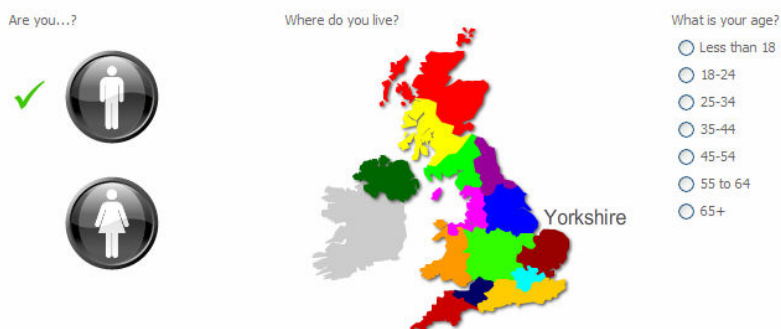 Are you...?
Where do you live?
Yorkshire
What is your age?
Less than 18
18-24
25-34
35-44
45-54
55 to 64
65+